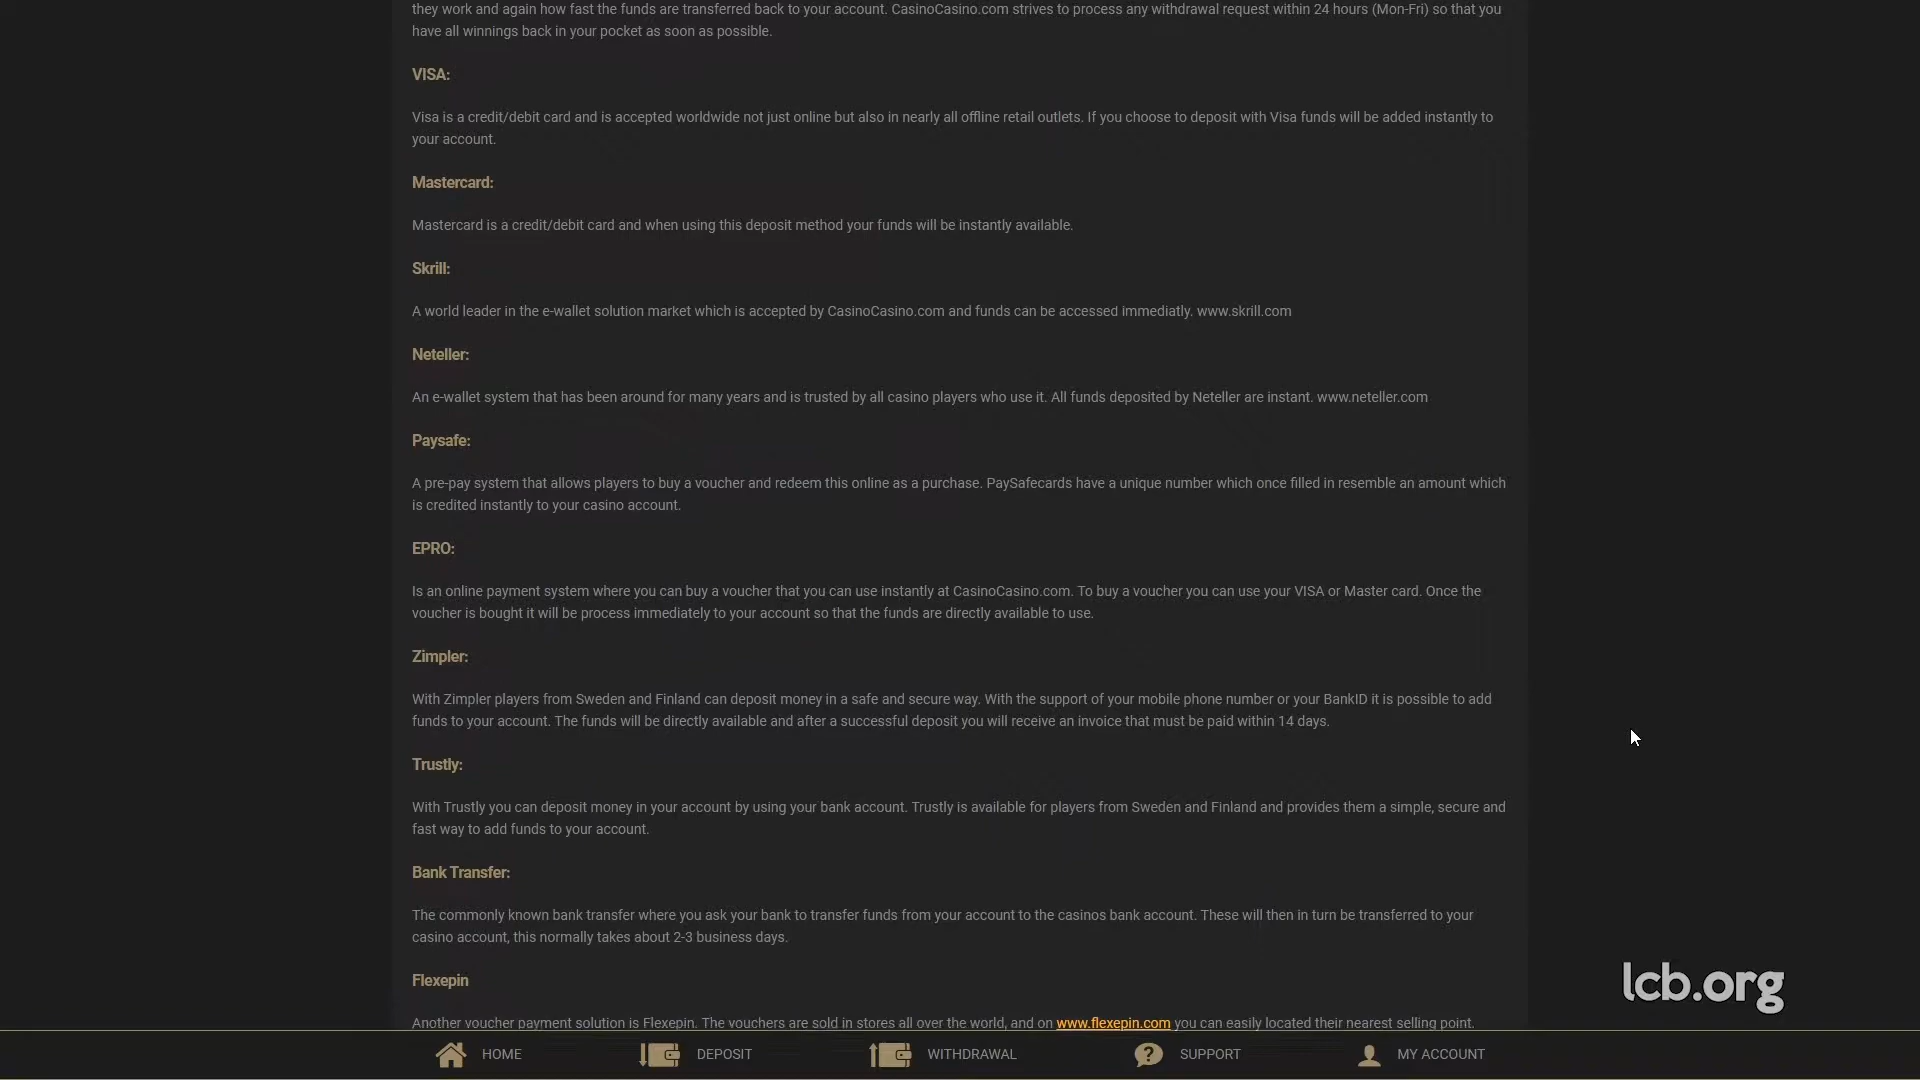 they work and again how fast the funds are transferred back to your account. CasinoCasino.com strives to process any withdrawal request within 24 hours (Mon-Fri) so that you
have all winnings back in your pocket as soon as possible.
VISA:
Visa is a credit/debit card and is accepted worldwide not just online but also in nearly all offline retail outlets. If you choose to deposit with Visa funds will be added instantly to
your account.
Mastercard:
Mastercard is a credit/debit card and when using this deposit method your funds will be instantly available.
Skrill:
A world leader in the e-wallet solution market which is accepted by CasinoCasino.com and funds can be accessed immediatly. www.skrill.com
Neteller:
An e-wallet system that has been around for many years and is trusted by all casino players who use it. All funds deposited by Neteller are instant. www.neteller.com
Paysafe:
A pre-pay system that allows players to buy a voucher and redeem this online as a purchase. PaySafecards have a unique number which once filled in resemble an amount which
is credited instantly to your casino account.
EPRO:
Is an online payment system where you can buy a voucher that you can use instantly at CasinoCasino.com. To buy a voucher you can use your VISA or Master card. Once the
voucher is bought it will be process immediately to your account so that the funds are directly available to use.
Zimpler:
With Zimpler players from Sweden and Finland can deposit money in a safe and secure way. With the support of your mobile phone number or your BankID it is possible to add
funds to your account. The funds will be directly available and after a successful deposit you will receive an invoice that must be paid within 14 days.
Trustly:
With Trustly you can deposit money in your account by using your bank account. Trustly is available for players from Sweden and Finland and provides them a simple, secure and
fast way to add funds to your account.
Bank Transfer:
The commonly known bank transfer where you ask your bank to transfer funds from your account to the casinos bank account. These will then in turn be transferred to your
casino account, this normally takes about 2-3 business days.
Flexepin
Another voucher payment solution is Flexepin. The vouchers are sold in stores all over the world, and on www.flexepin.com you can easily located their nearest selling point.
lcb.org
HOME DEPOSIT WITHDRAWAL SUPPORT MY ACCOUNT